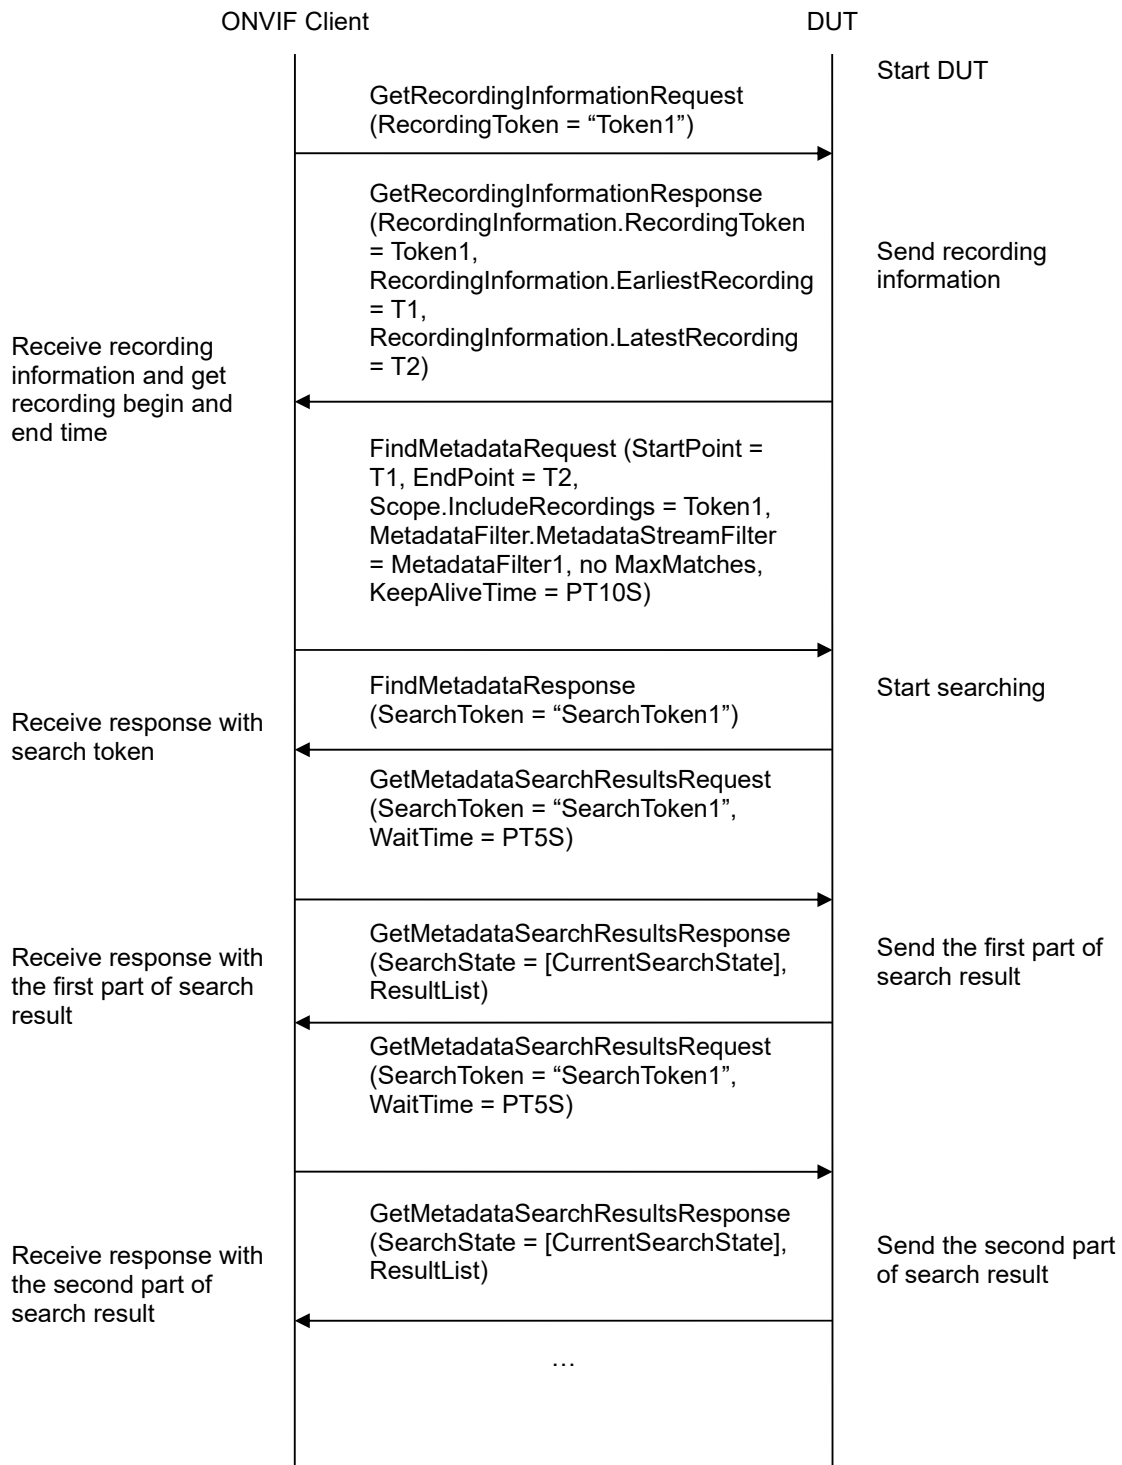 ONVIF Client
DUT
Start DUT
GetRecordingInformationRequest
(RecordingToken = “Token1”)
GetRecordingInformationResponse
(RecordingInformation.RecordingToken
= Token1,
RecordingInformation.EarliestRecording
= T1,
RecordingInformation.LatestRecording
= T2)
Send recording
information
Receive recording
information and get
recording begin and
end time
FindMetadataRequest (StartPoint =
T1, EndPoint = T2,
Scope.IncludeRecordings = Token1,
MetadataFilter.MetadataStreamFilter
= MetadataFilter1, no MaxMatches,
KeepAliveTime = PT10S)
Start searching
FindMetadataResponse
(SearchToken = “SearchToken1”)
Receive response with
search token
GetMetadataSearchResultsRequest
(SearchToken = “SearchToken1”,
WaitTime = PT5S)
GetMetadataSearchResultsResponse
(SearchState = [CurrentSearchState],
ResultList)
Send the first part of
search result
Receive response with
the first part of search
result
GetMetadataSearchResultsRequest
(SearchToken = “SearchToken1”,
WaitTime = PT5S)
GetMetadataSearchResultsResponse
(SearchState = [CurrentSearchState],
ResultList)
Send the second part
of search result
Receive response with
the second part of
search result
…